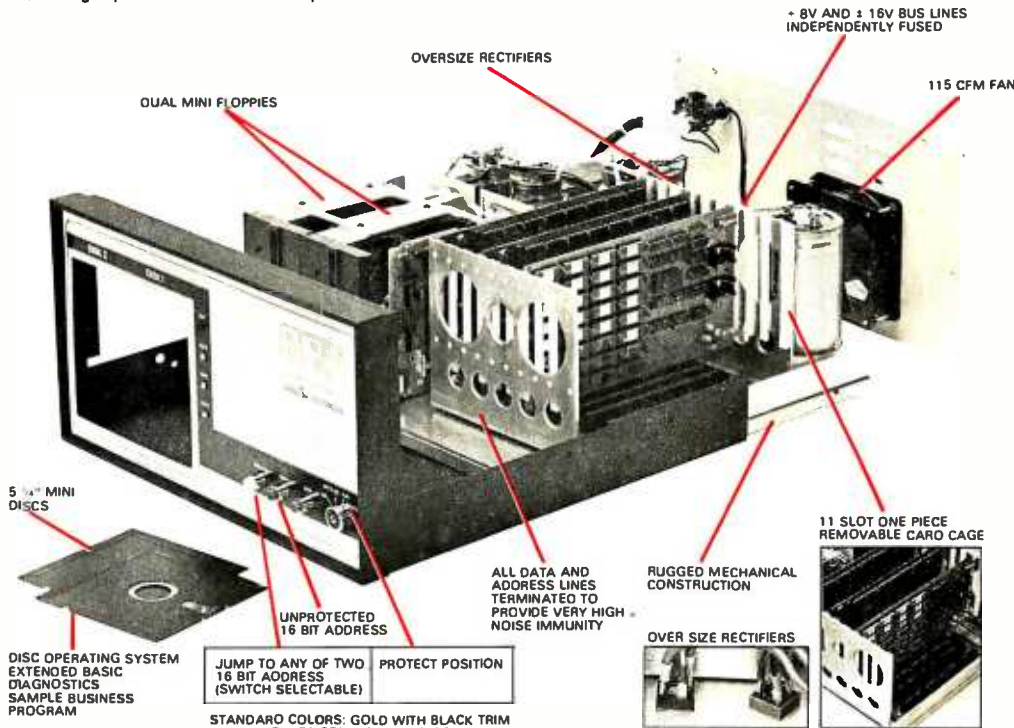 + 8V AND ± 16V BUS LINES
INDEPENDENTLY FUSED
OVERSIZE RECTIFIERS
115 CFM FAN
DUAL MINI FLOPPIES
5 ¼" MINI
DISCS
11 SLOT ONE PIECE
REMOVABLE CARD CAGE
ALL DATA AND
ADDRESS LINES
TERMINATED TO
PROVIDE VERY HIGH
NOISE IMMUNITY
RUGGED MECHANICAL
CONSTRUCTION
UNPROTECTED
16 BIT ADDRESS
OVER SIZE RECTIFIERS
DISC OPERATING SYSTEM
EXTENDED BASIC
DIAGNOSTICS
SAMPLE BUSINESS
PROGRAM
JUMP TO ANY OF TWO
16 BIT ADDRESS
(SWITCH SELECTABLE)
PROTECT POSITION
STANDARD COLORS: GOLD WITH BLACK TRIM